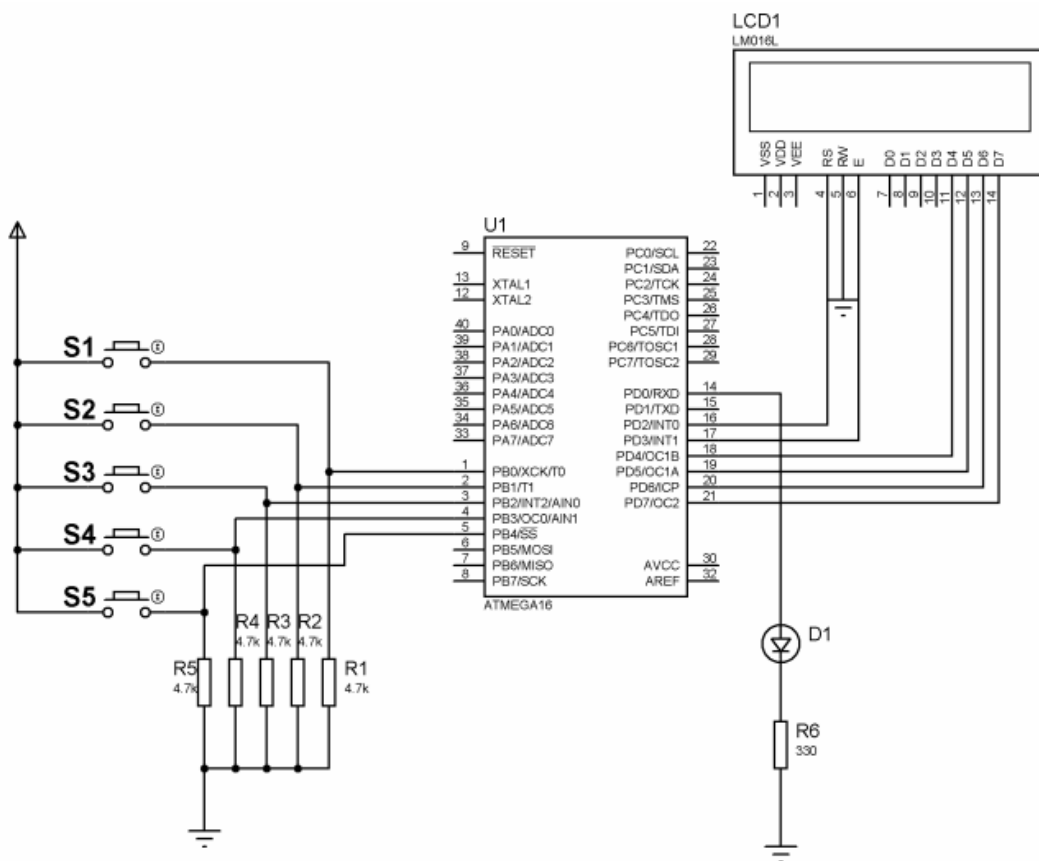 LCD1
LM016L
VSS
VDD
VEE
RS
RW
E
D0
D1
D2
D3
D4
D5
D6
D7
1
2
3
4
5
6
7
8
9
10
11
12
13
14
U1
9 RESET
13 XTAL1
12 XTAL2
40 PA0/ADC0
39 PA1/ADC1
38 PA2/ADC2
37 PA3/ADC3
36 PA4/ADC4
35 PA5/ADC5
34 PA6/ADC6
33 PA7/ADC7
1 PB0/XCK/T0
2 PB1/T1
3 PB2/INT2/AIN0
4 PB3/OC0/AIN1
5 PB4/SS
6 PB5/MOSI
7 PB6/MISO
8 PB7/SCK
PC0/SCL 22
PC1/SDA 23
PC2/TCK 24
PC3/TMS 25
PC4/TDO 26
PC5/TDI 27
PC6/TOSC1 28
PC7/TOSC2 29
PD0/RXD 14
PD1/TXD 15
PD2/INT0 16
PD3/INT1 17
PD4/OC1B 18
PD5/OC1A 19
PD6/ICP 20
PD7/OC2 21
AVCC 30
AREF 32
ATMEGA16
S1
S2
S3
S4
S5
R4
4.7k
R3
4.7k
R2
4.7k
R5
4.7k
R1
4.7k
D1
R6
330